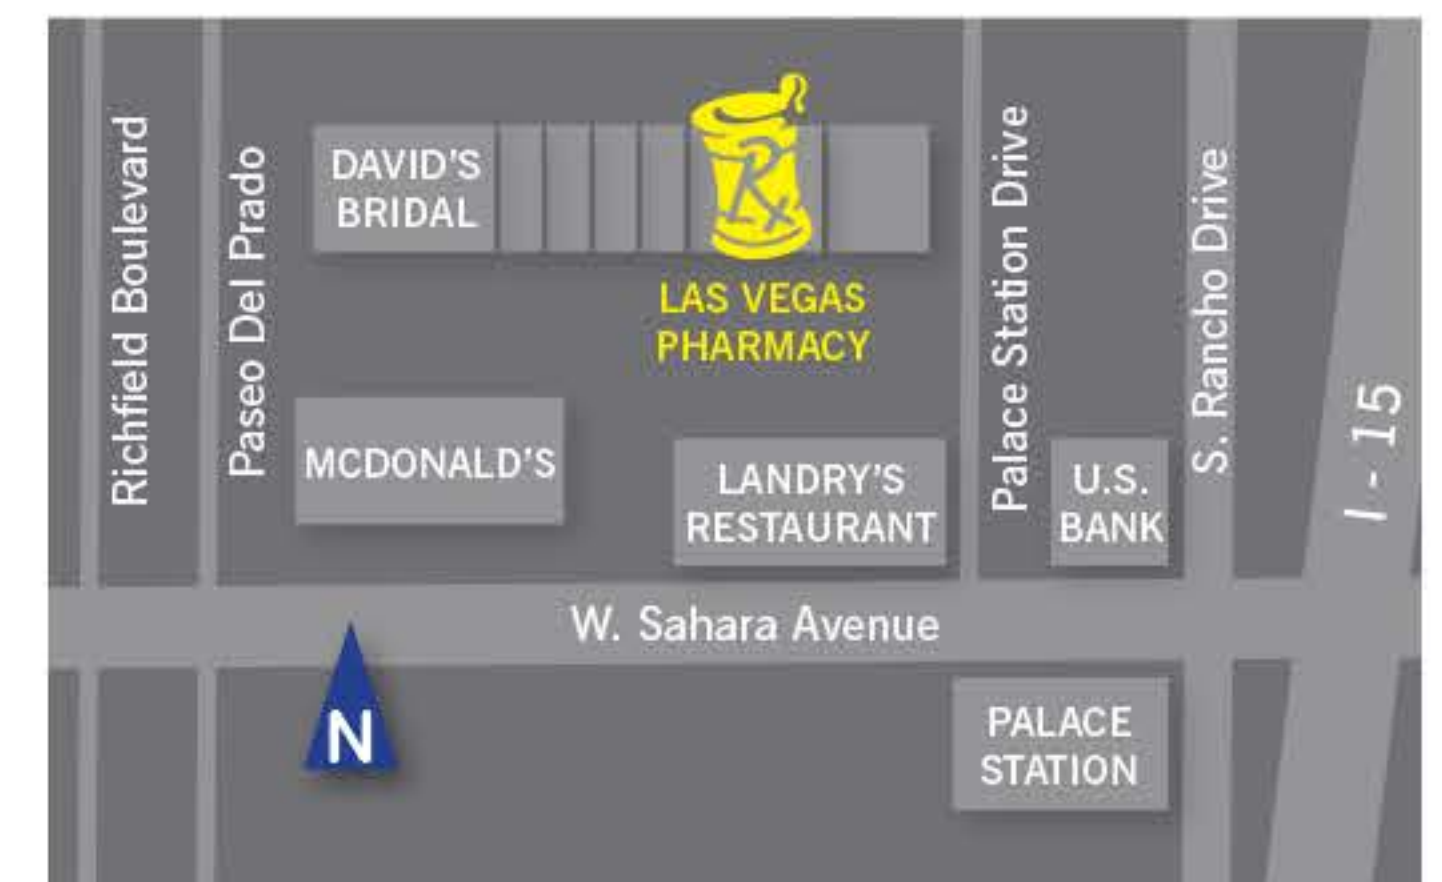 Richfield Boulevard
Paseo Del Prado
DAVID'S
BRIDAL
Rx
LAS VEGAS
PHARMACY
Palace Station Drive
S. Rancho Drive
I - 15
MCDONALD'S
LANDRY'S
RESTAURANT
U.S.
BANK
W. Sahara Avenue
N
PALACE
STATION